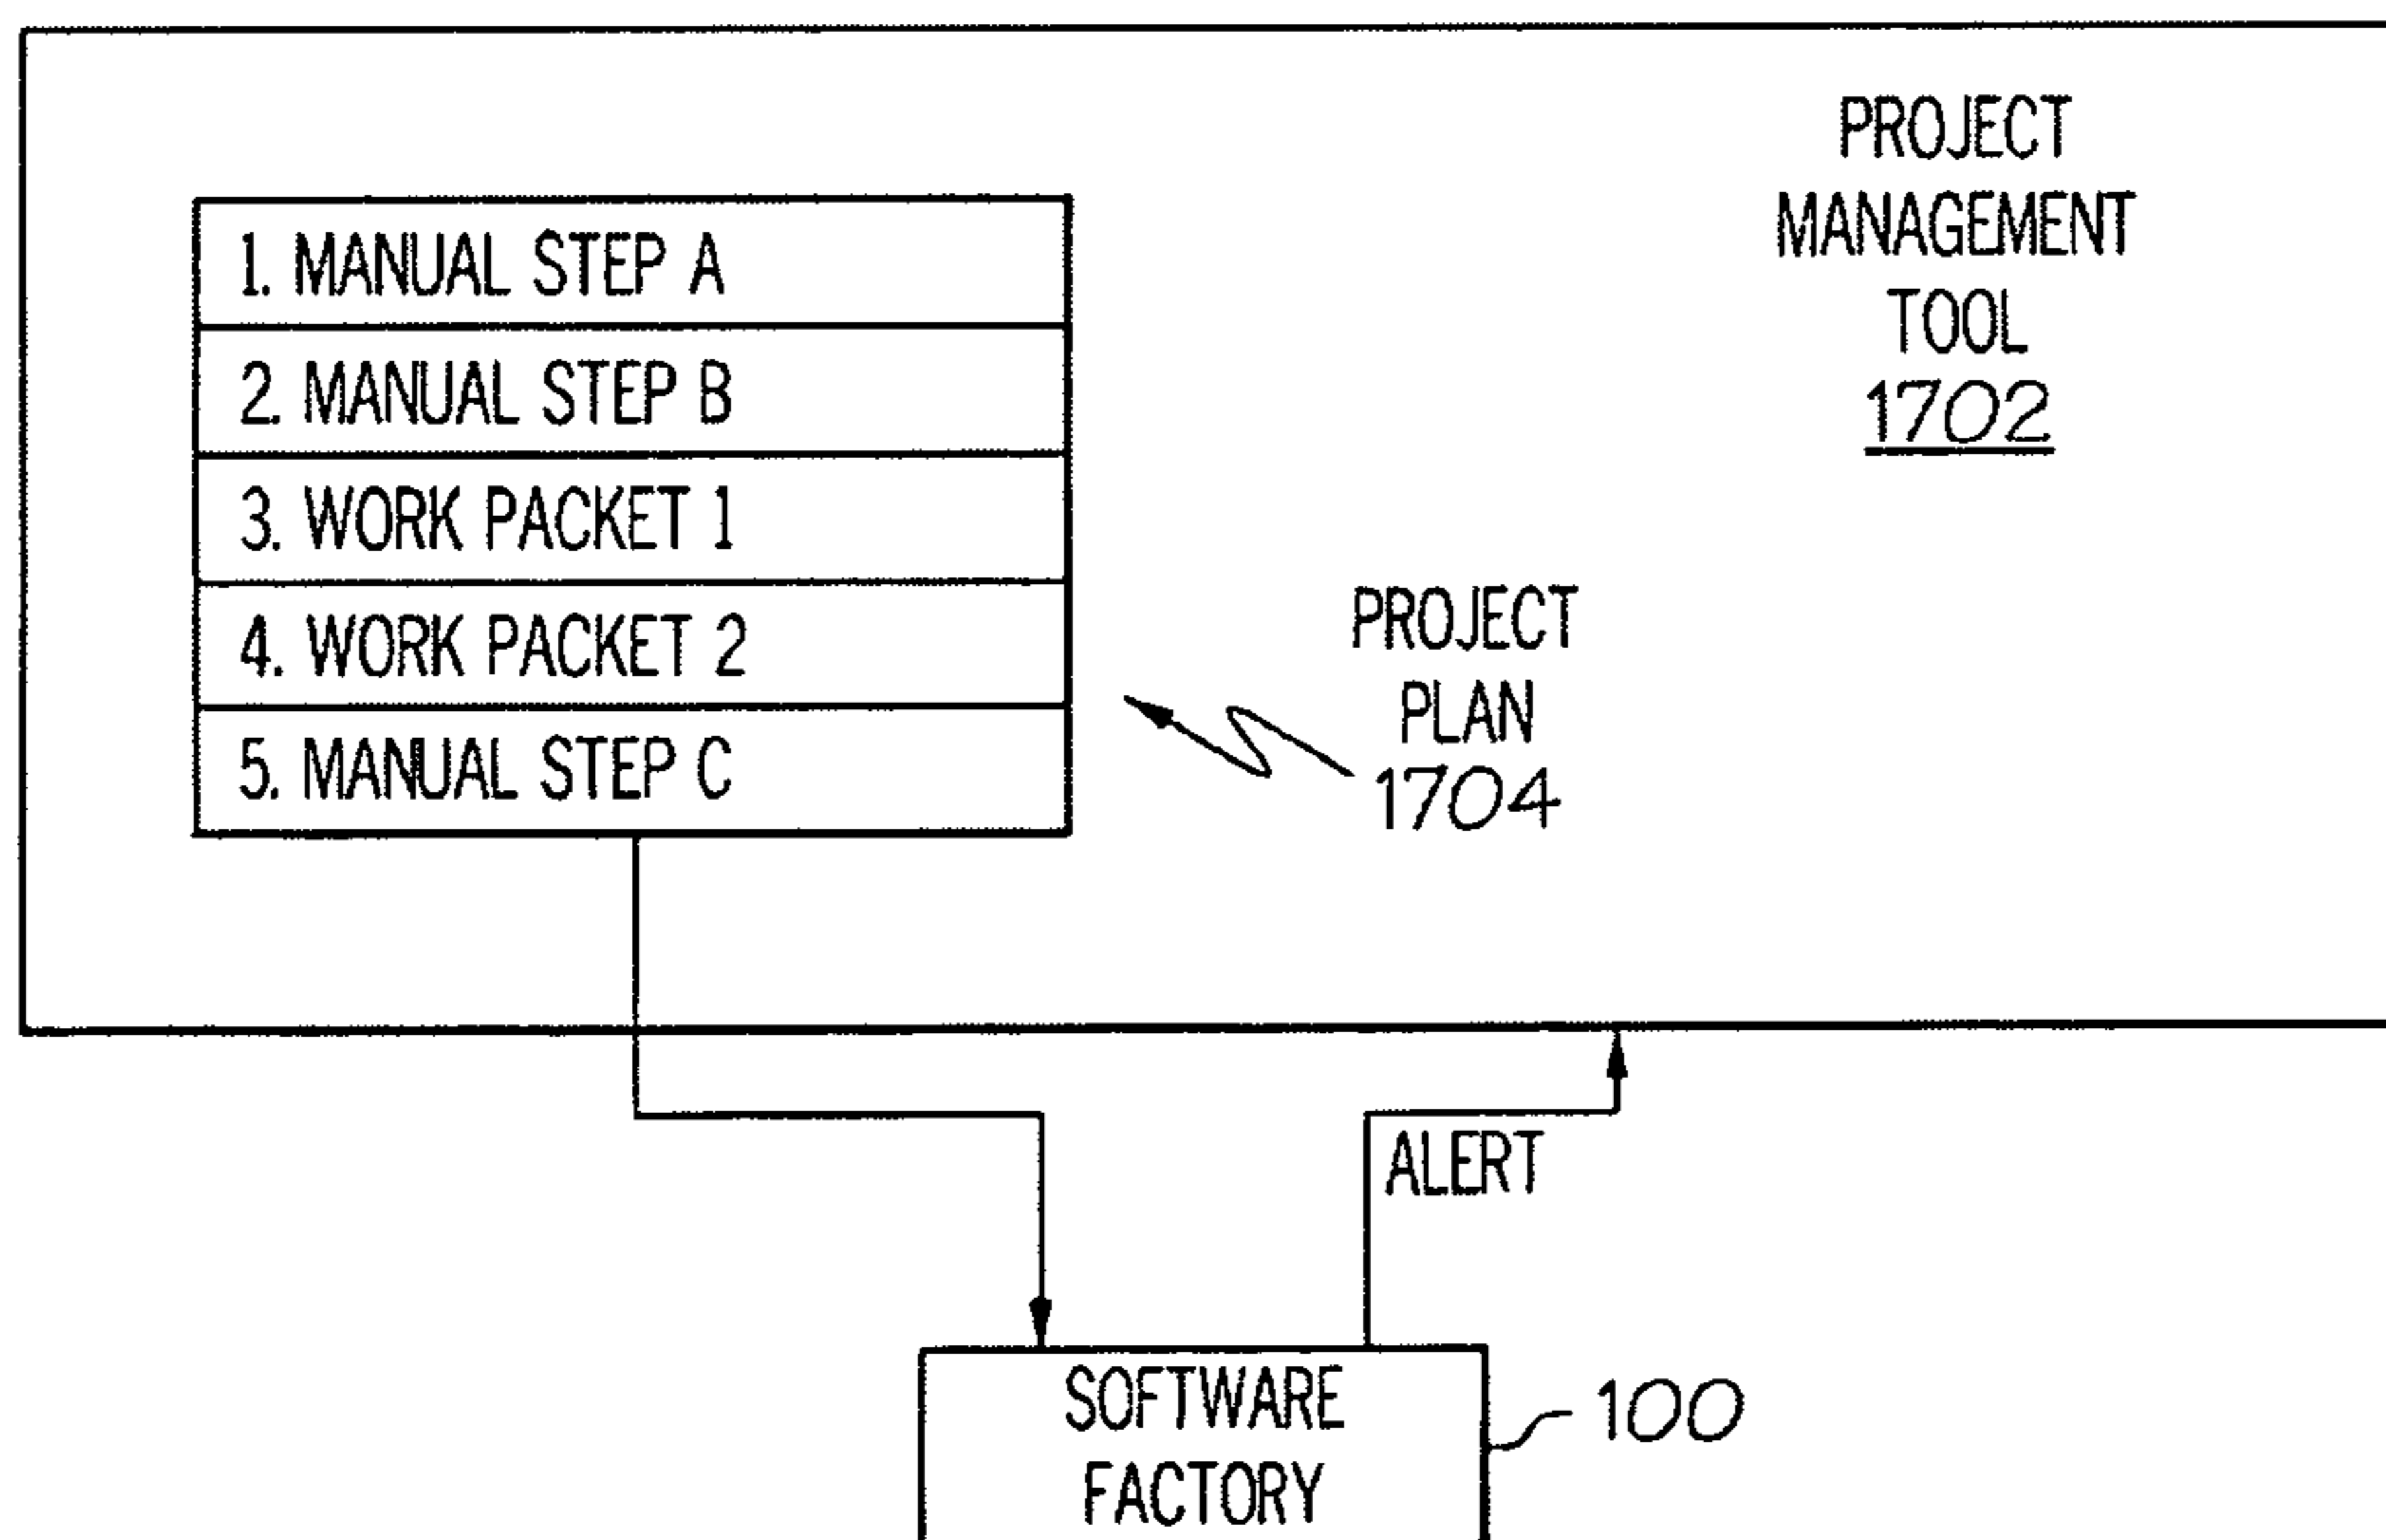 PROJECT
MANAGEMENT
TOOL
1702
1. MANUAL STEP A
2. MANUAL STEP B
3. WORK PACKET 1
4. WORK PACKET 2
5. MANUAL STEP C
PROJECT
PLAN
1704
ALERT
SOFTWARE
FACTORY
100